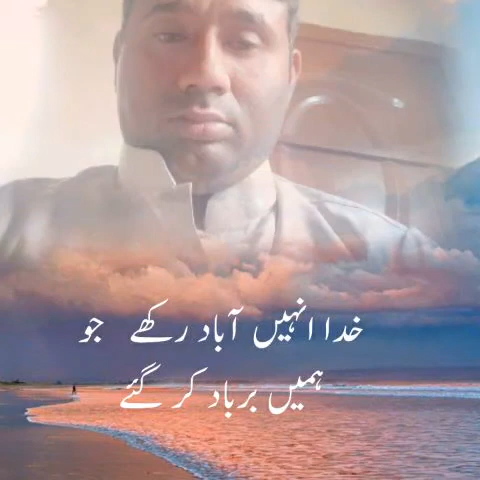 خدا انہیں آباد رکھے جو
ہمیں برباد کر گئے